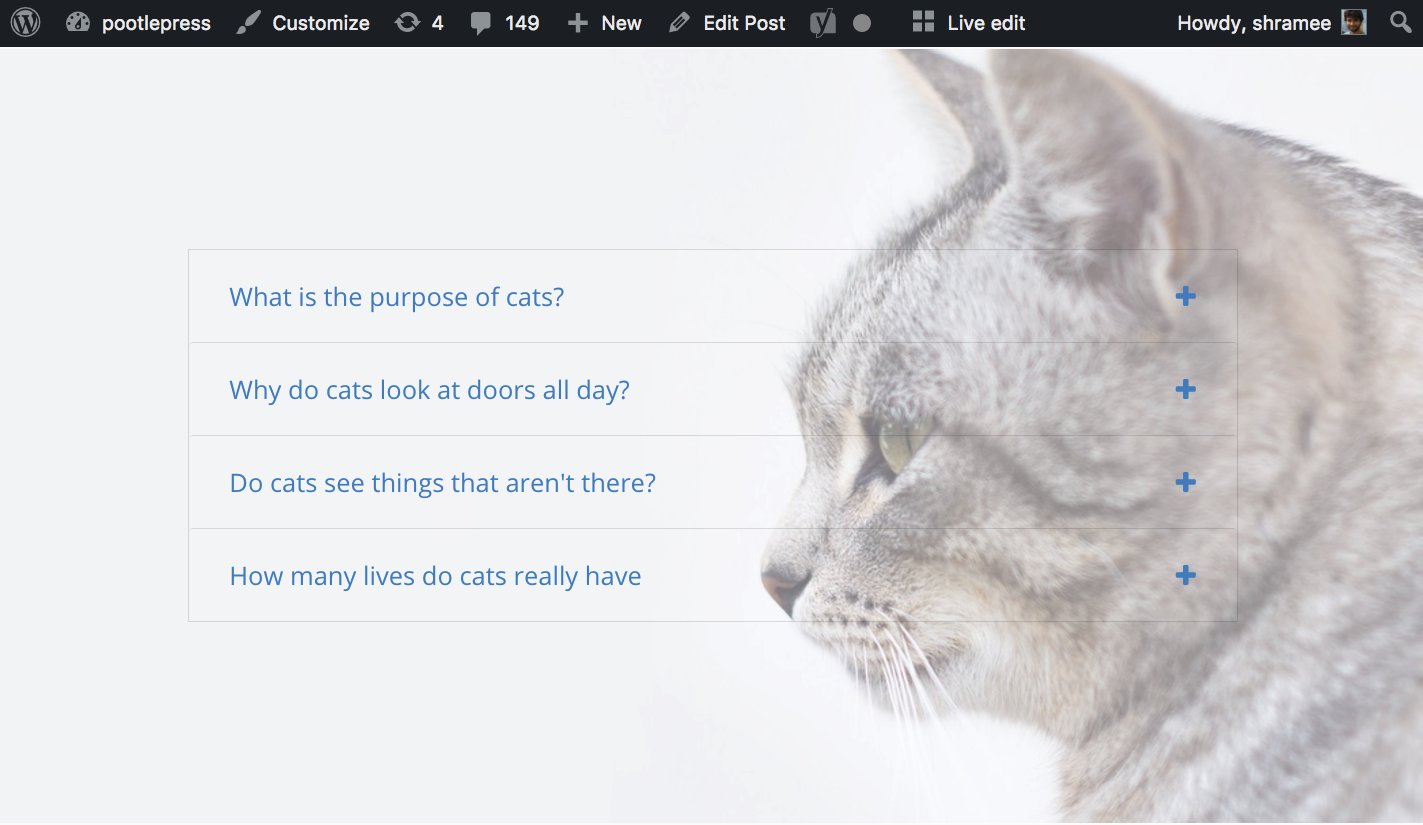 pootlepress Customize 4 149 New Edit Post Live edit Howdy, shramee
What is the purpose of cats?
Why do cats look at doors all day?
Do cats see things that aren't there?
How many lives do cats really have